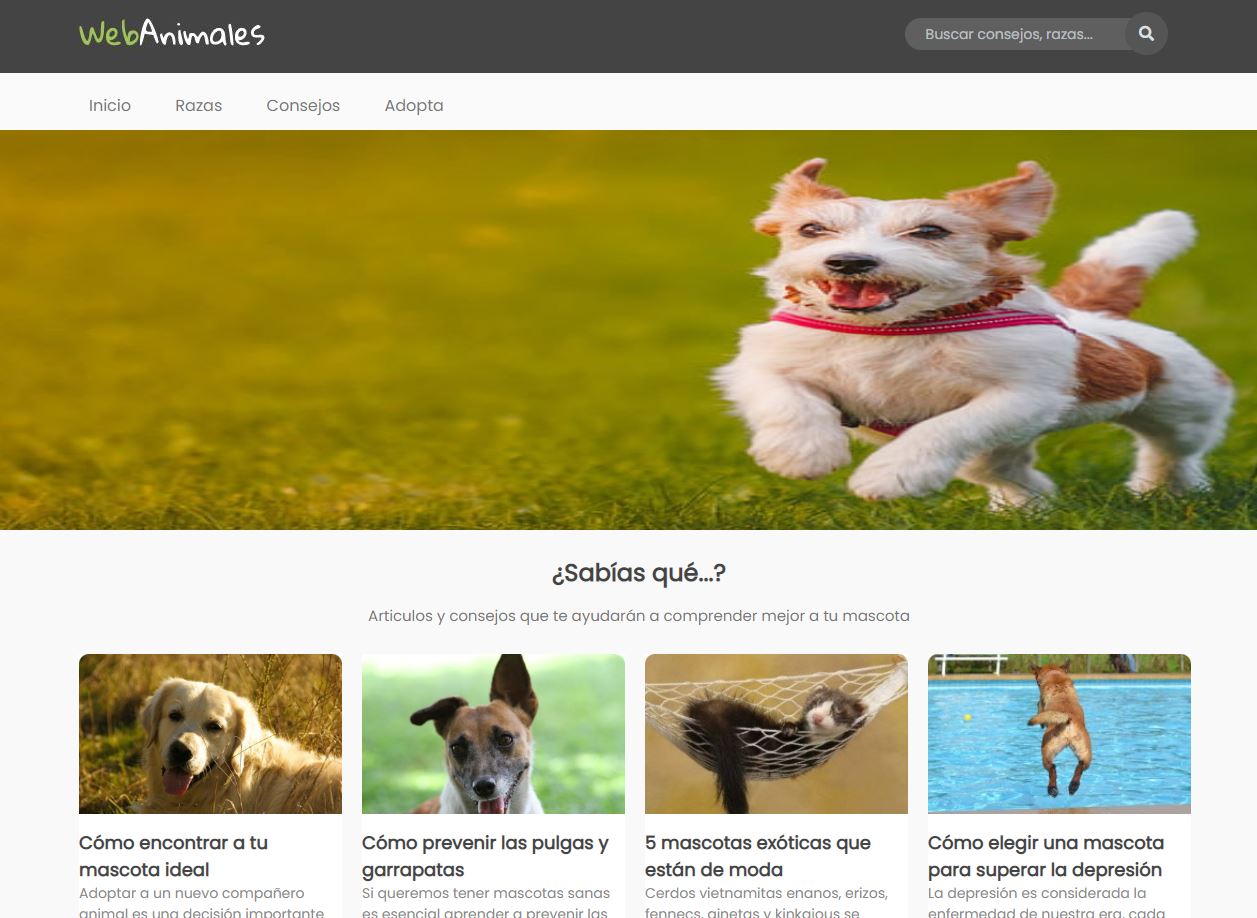 WebAnimales
Buscar consejos, razas...
Inicio Razas Consejos Adopta
¿Sabías qué...?
Articulos y consejos que te ayudarán a comprender mejor a tu mascota
Cómo encontrar a tu
mascota ideal
Adoptar a un nuevo compañero
animal es una decisión importante
Cómo prevenir las pulgas y
garrapatas
Si queremos tener mascotas sanas
es esencial aprender a prevenir las
5 mascotas exóticas que
están de moda
Cerdos vietnamitas enanos, erizos,
fennecs, ginetas y kinkajous se
Cómo elegir una mascota
para superar la depresión
La depresión es considerada la
enfermedad de nuestra era, cada